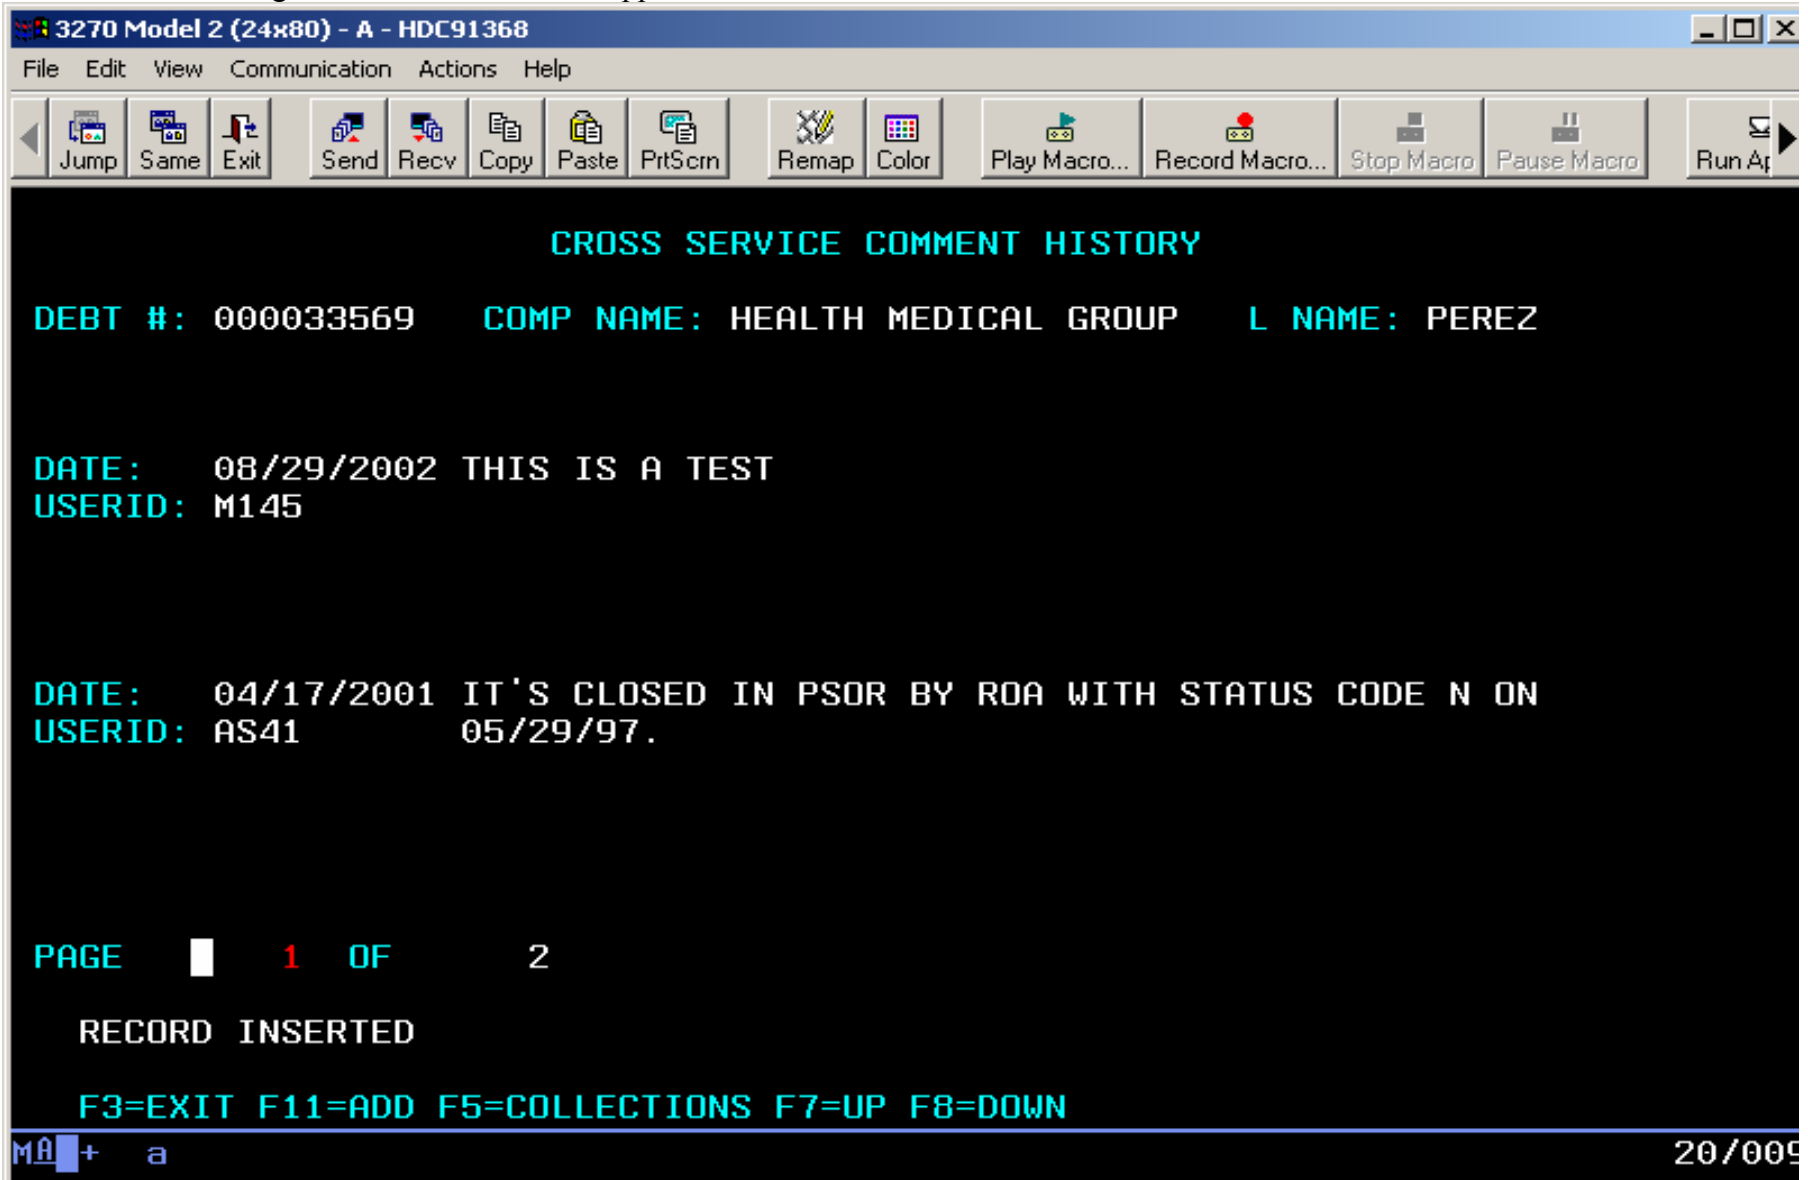 3270 Model 2 (24x80) - A - HDC91368
File Edit View Communication Actions Help
Jump Same Exit Send Recv Copy Paste PrtScrn Remap Color Play Macro... Record Macro... Stop Macro Pause Macro Run
CROSS SERVICE COMMENT HISTORY
DEBT #: 000033569 COMP NAME: HEALTH MEDICAL GROUP L NAME: PEREZ
DATE: 08/29/2002 THIS IS A TEST
USERID: M145
DATE: 04/17/2001 IT'S CLOSED IN PSOR BY ROA WITH STATUS CODE N ON
USERID: AS41 05/29/97.
PAGE 1 OF 2
RECORD INSERTED
F3=EXIT F11=ADD F5=COLLECTIONS F7=UP F8=DOWN
MA + a 20/009